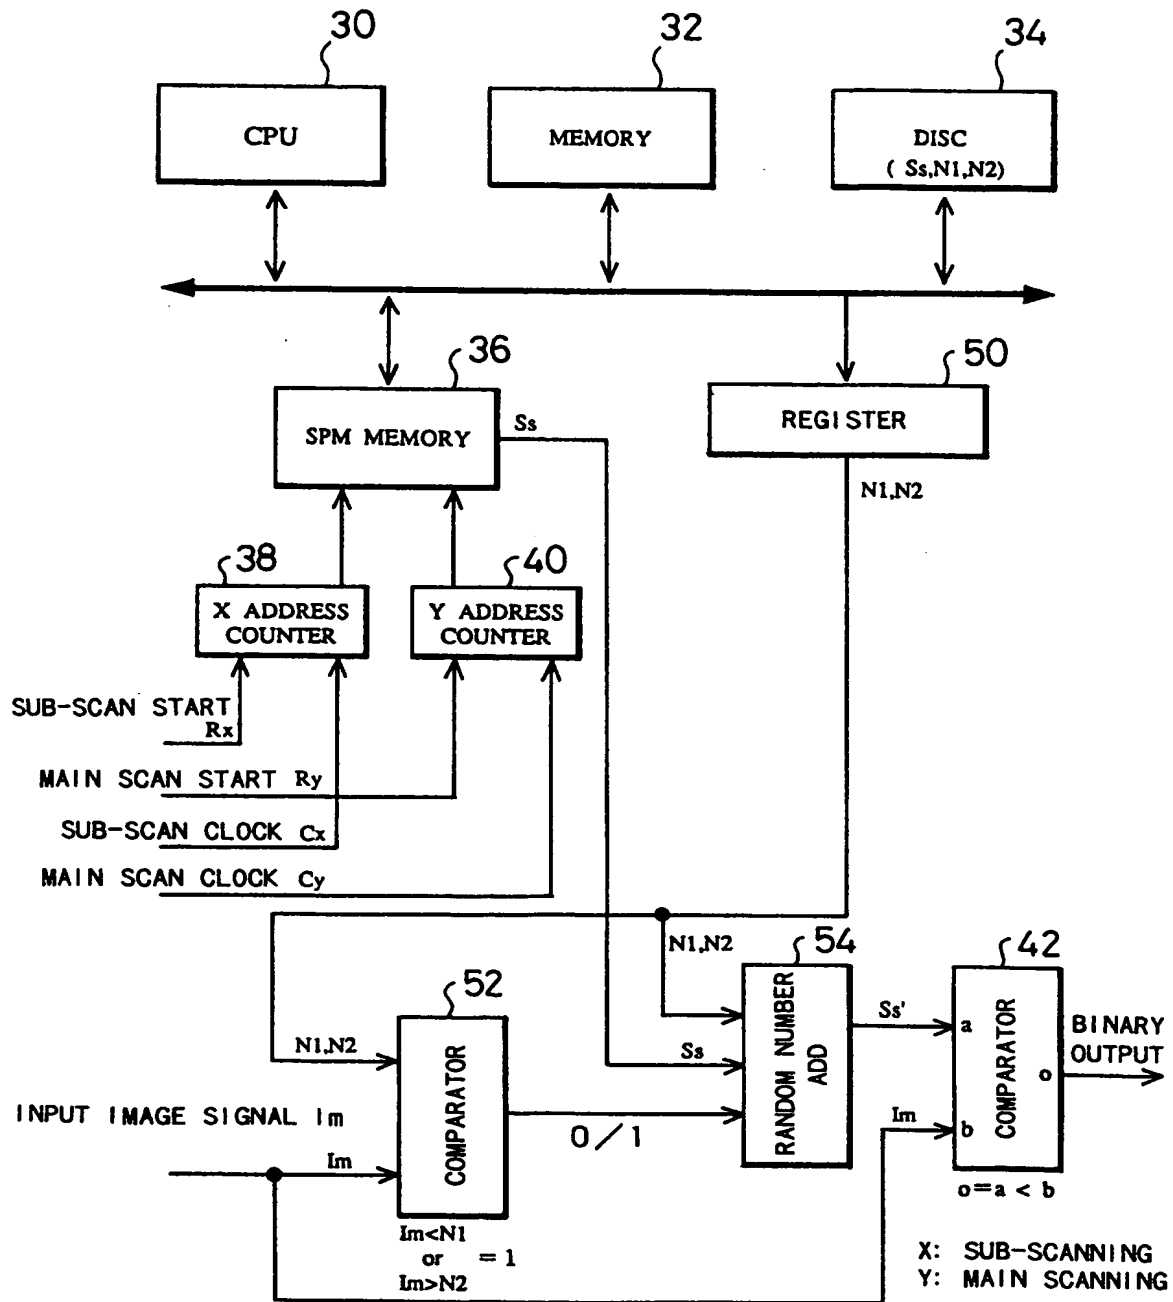 30
32
34
CPU
MEMORY
DISC
( Ss,N1,N2)
36
50
SPM MEMORY
Ss
REGISTER
N1,N2
38
40
X ADDRESS
COUNTER
Y ADDRESS
COUNTER
SUB-SCAN START
Rx
MAIN SCAN START Ry
SUB-SCAN CLOCK Cx
MAIN SCAN CLOCK Cy
N1,N2
54
42
52
RANDOM NUMBER
ADD
Ss'
a
COMPARATOR
BINARY
OUTPUT
N1,N2
Ss
o
COMPARATOR
INPUT IMAGE SIGNAL Im
0/1
Im
b
Im
o=a < b
Im<N1
or = 1
Im>N2
X: SUB-SCANNING
Y: MAIN SCANNING